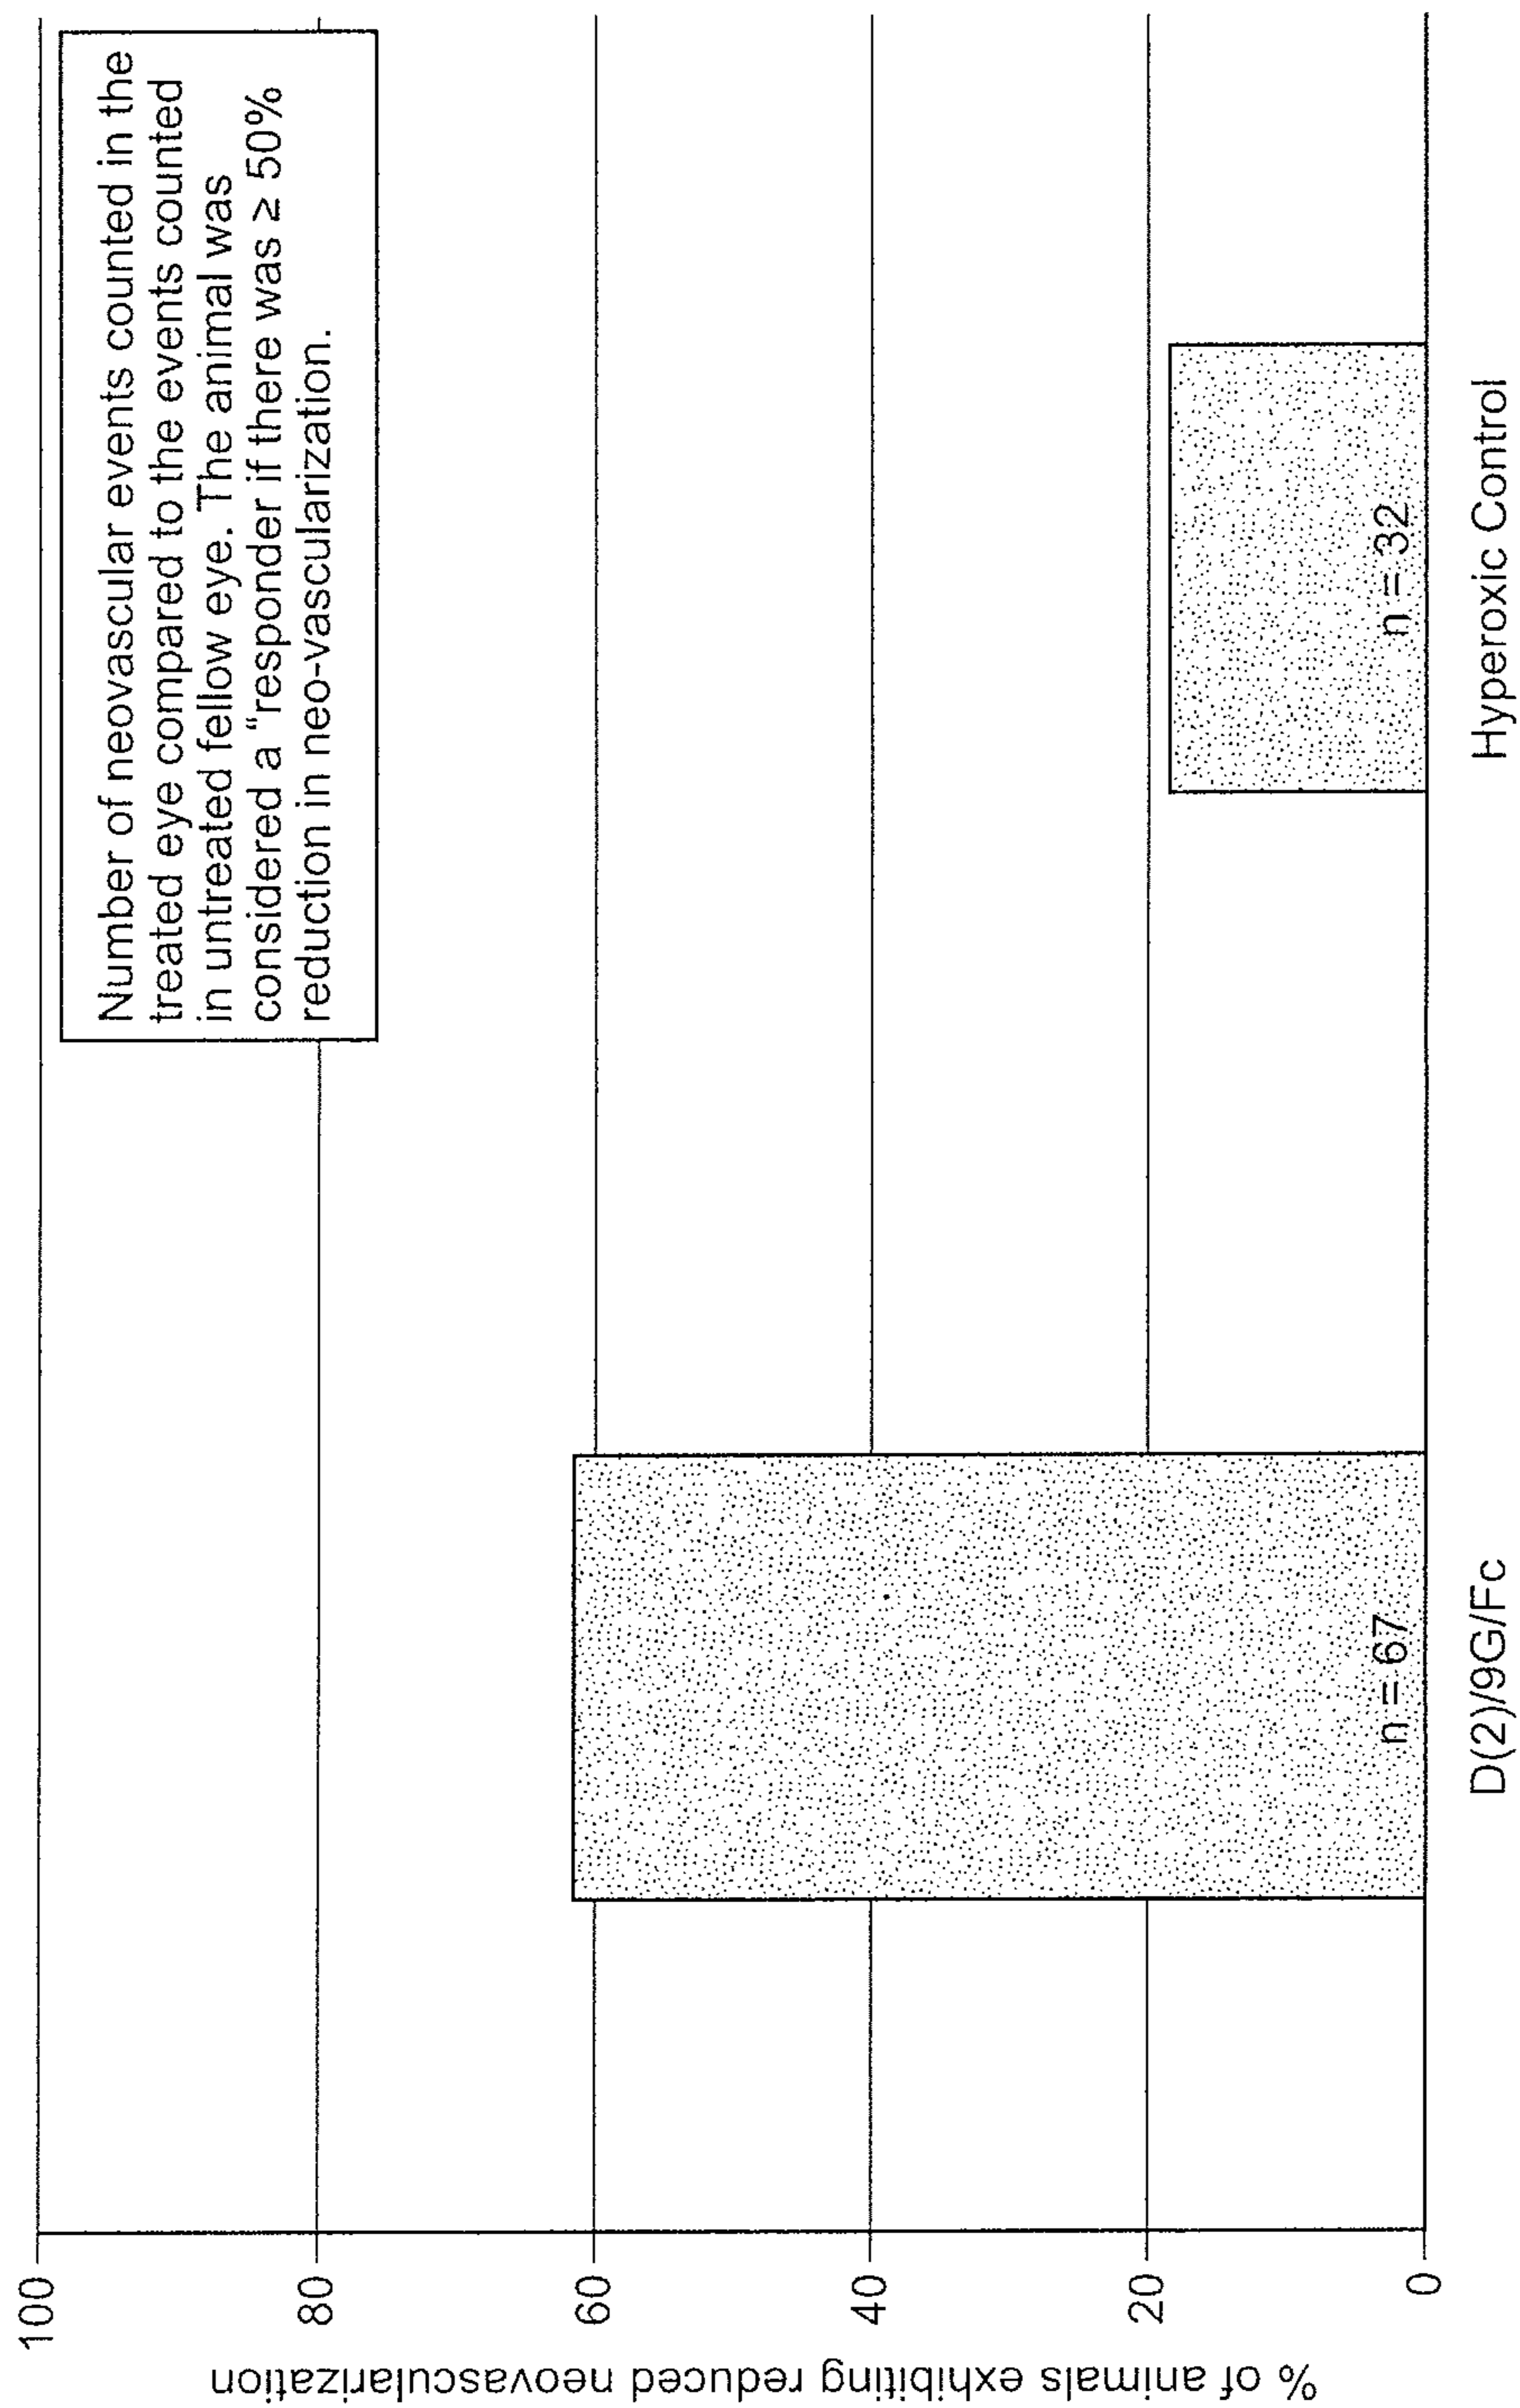 % of animals exhibiting reduced neovascularization
100
80
60
40
20
0
Number of neovascular events counted in the
treated eye compared to the events counted
in untreated fellow eye. The animal was
considered a “responder if there was ≥ 50%
reduction in neo-vascularization.
n = 67
n = 32
D(2)/9G/Fc
Hyperoxic Control